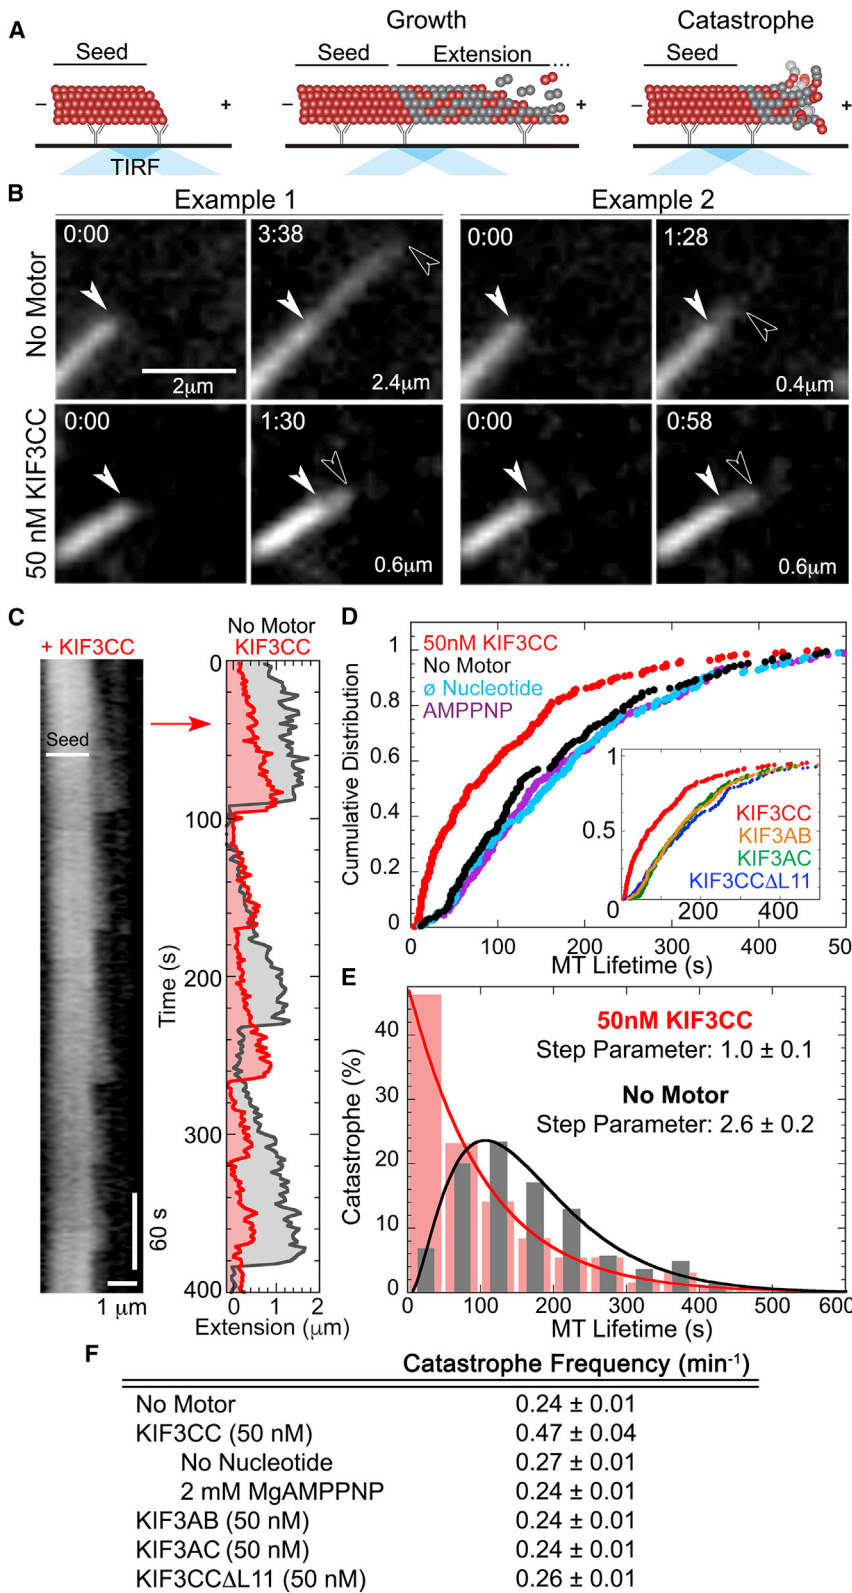 A
Growth
Catastrophe
Seed
Seed
Extension
...
Seed
−
+
−
+
−
+
TIRF
B
Example 1
Example 2
No Motor
0:00
3:38
0:00
1:28
2μm
2.4μm
0.4μm
50 nM KIF3CC
0:00
1:30
0:00
0:58
0.6μm
0.6μm
C
+ KIF3CC
No Motor
KIF3CC
Seed
60 s
1 μm
Time (s)
0
100
200
300
400
0
1
2
Extension (μm)
D
Cumulative Distribution
1
0.8
0.6
0.4
0.2
0
50nM KIF3CC
No Motor
ø Nucleotide
AMPPNP
1
0.5
0
KIF3CC
KIF3AB
KIF3AC
KIF3CCΔL11
200
400
0
100
200
300
400
50
MT Lifetime (s)
E
Catastrophe (%)
40
30
20
10
0
50nM KIF3CC
Step Parameter: 1.0 ± 0.1
No Motor
Step Parameter: 2.6 ± 0.2
0
100
200
300
400
500
600
MT Lifetime (s)
F
Catastrophe Frequency (min⁻¹)
No Motor 0.24 ± 0.01
KIF3CC (50 nM) 0.47 ± 0.04
No Nucleotide 0.27 ± 0.01
2 mM MgAMPPNP 0.24 ± 0.01
KIF3AB (50 nM) 0.24 ± 0.01
KIF3AC (50 nM) 0.24 ± 0.01
KIF3CCΔL11 (50 nM) 0.26 ± 0.01